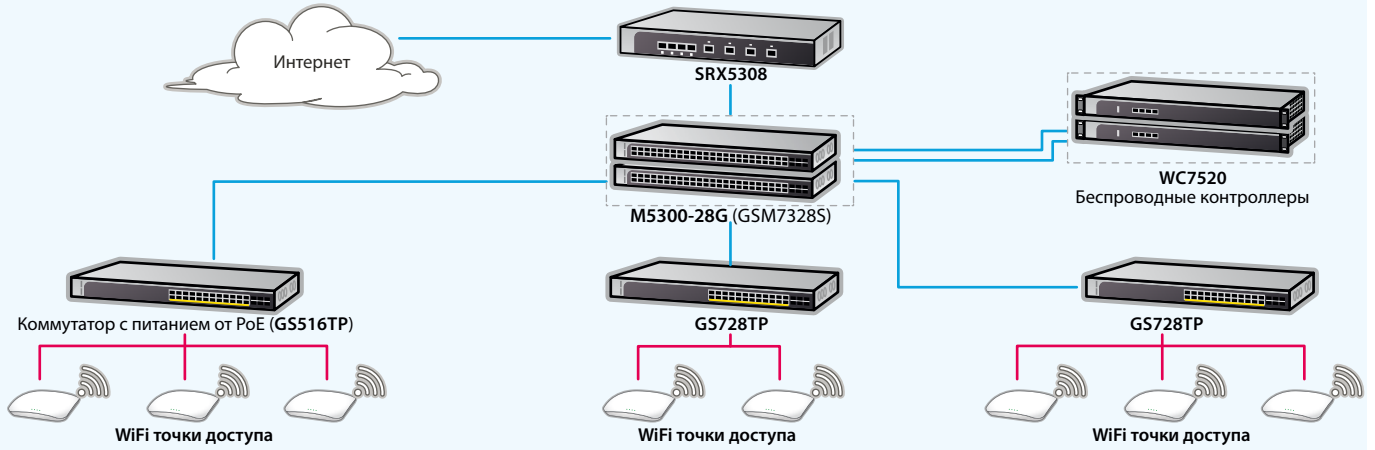 Интернет
SRX5308
WC7520
Беспроводные контроллеры
M5300-28G (GSM7328S)
Коммутатор с питанием от PoE (GS516TP)
GS728TP
GS728TP
WiFi точки доступа
WiFi точки доступа
WiFi точки доступа